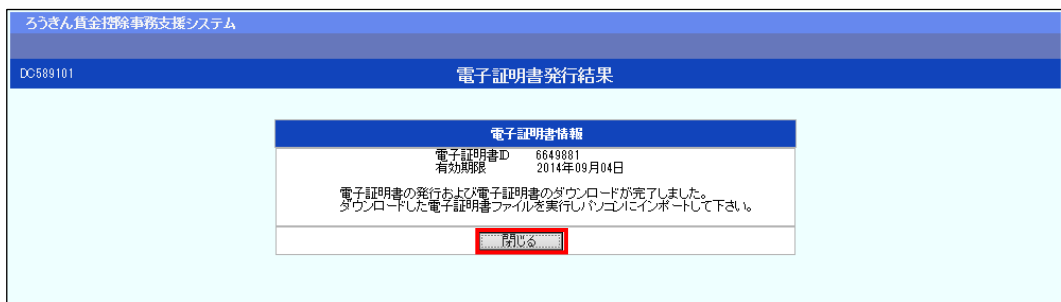 ろうきん賃金控除事務支援システム
DC589101
電子証明書発行結果
電子証明書情報
電子証明書ID 6649881
有効期限 2014年09月04日
電子証明書の発行および電子証明書のダウンロードが完了しました。
ダウンロードした電子証明書ファイルを実行しパソコンにインポートして下さい。
閉じる